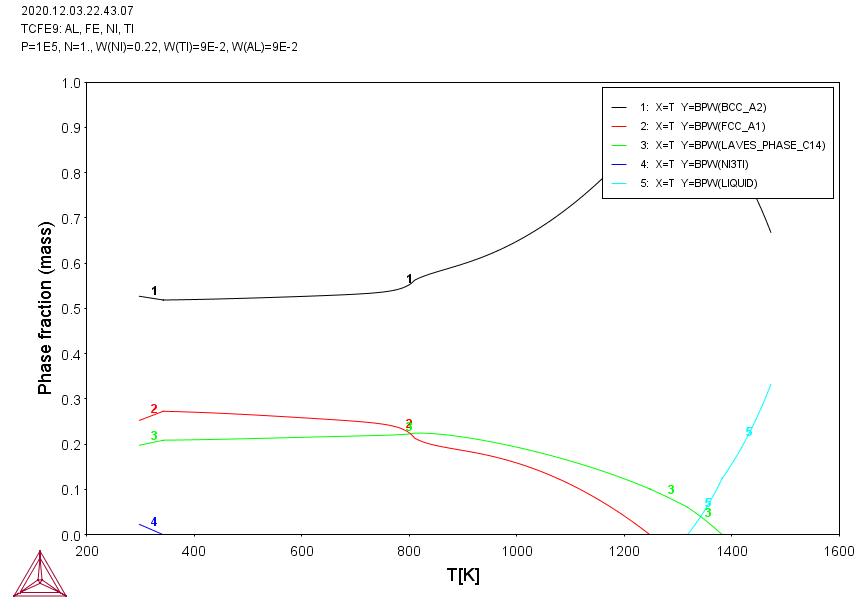 2020.12.03.22.43.07
TCFE9: AL, FE, NI, TI
P=1E5, N=1., W(NI)=0.22, W(TI)=9E-2, W(AL)=9E-2
1: X=T Y=BPW(BCC_A2)
2: X=T Y=BPW(FCC_A1)
3: X=T Y=BPW(LAVES_PHASE_C14)
4: X=T Y=BPW(NI3TI)
5: X=T Y=BPW(LIQUID)
Phase fraction (mass)
1.0
0.9
0.8
0.7
0.6
0.5
0.4
0.3
0.2
0.1
0.0
1
1
2
2
3
3
3
3
4
5
5
200 400 600 800 1000 1200 1400 1600
T[K]